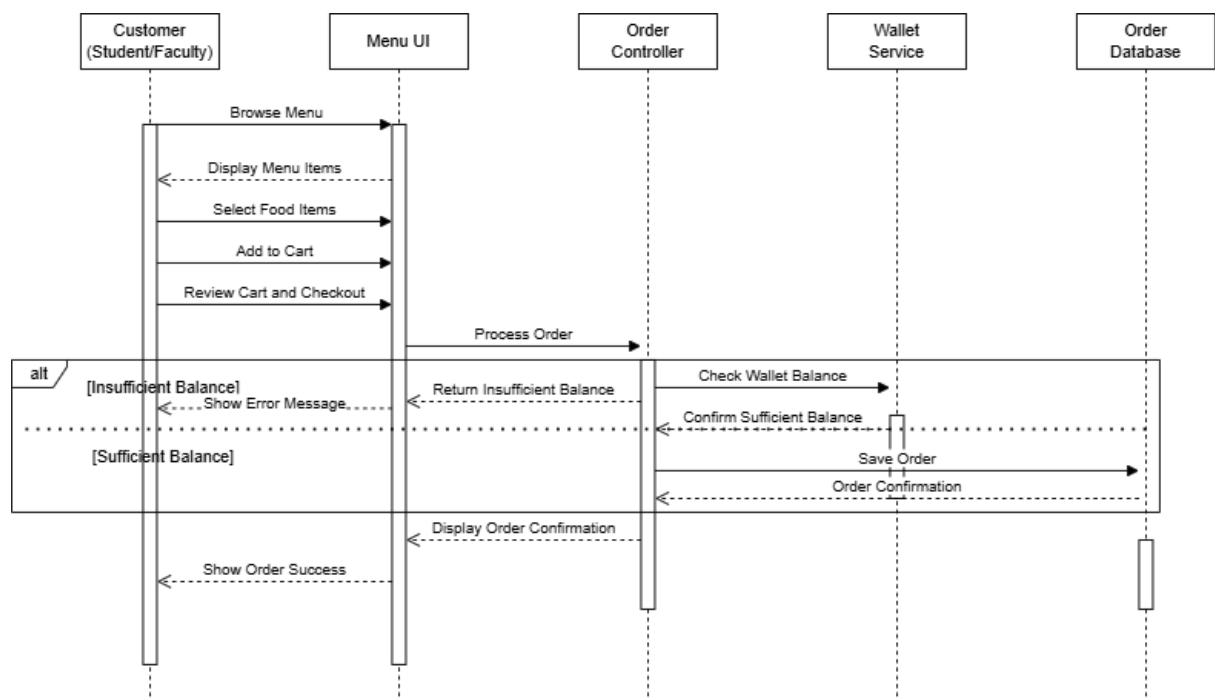 Customer
(Student/Faculty)
Menu UI
Order
Controller
Wallet
Service
Order
Database
Browse Menu
Display Menu Items
Select Food Items
Add to Cart
Review Cart and Checkout
Process Order
alt
[Insufficient Balance]
Check Wallet Balance
Return Insufficient Balance
Show Error Message
Confirm Sufficient Balance
[Sufficient Balance]
Save Order
Order Confirmation
Display Order Confirmation
Show Order Success